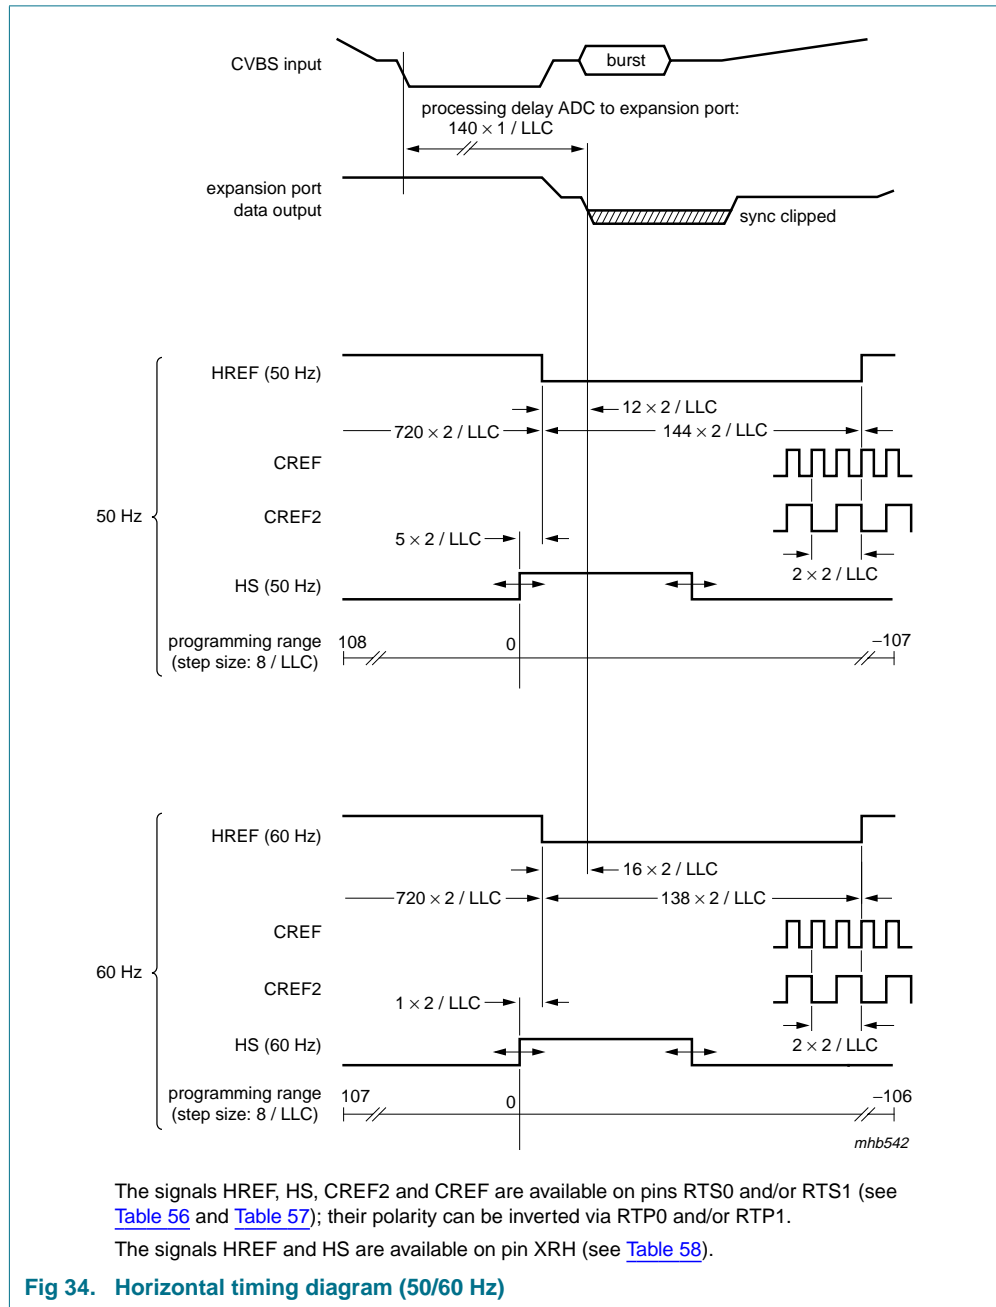 CVBS input
burst
processing delay ADC to expansion port:
140 × 1 / LLC
expansion port
data output
sync clipped
HREF (50 Hz)
12 × 2 / LLC
720 × 2 / LLC
144 × 2 / LLC
CREF
50 Hz
CREF2
5 × 2 / LLC
2 × 2 / LLC
HS (50 Hz)
programming range
(step size: 8 / LLC)
108
0
−107
HREF (60 Hz)
16 × 2 / LLC
720 × 2 / LLC
138 × 2 / LLC
CREF
60 Hz
CREF2
1 × 2 / LLC
HS (60 Hz)
2 × 2 / LLC
programming range
(step size: 8 / LLC)
107
0
−106
mhb542
The signals HREF, HS, CREF2 and CREF are available on pins RTS0 and/or RTS1 (see
Table 56 and Table 57); their polarity can be inverted via RTP0 and/or RTP1.
The signals HREF and HS are available on pin XRH (see Table 58).
Fig 34. Horizontal timing diagram (50/60 Hz)